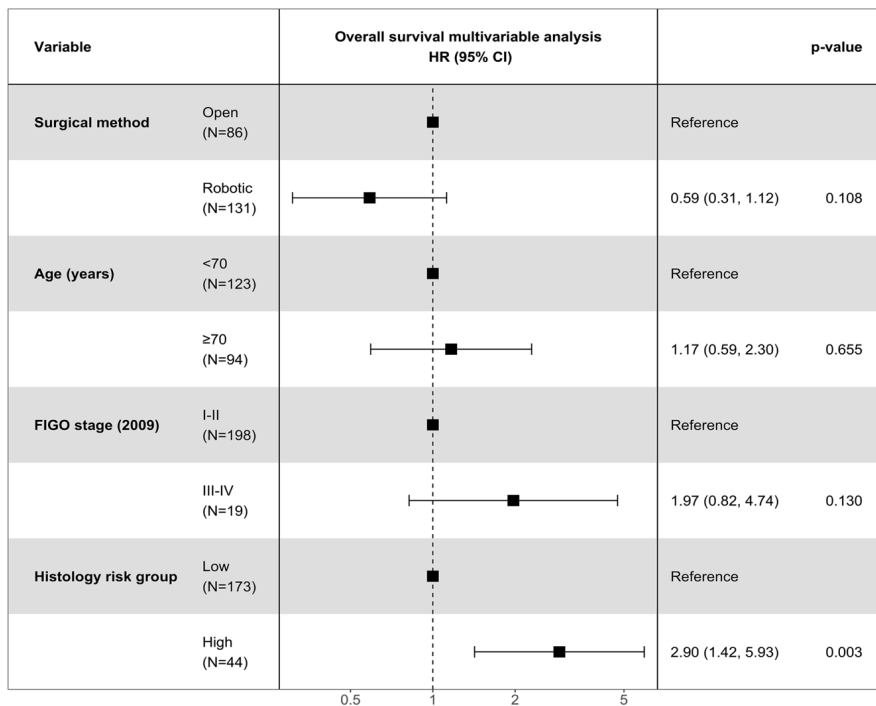 Variable
Overall survival multivariable analysis
HR (95% CI)
p-value
Surgical method
Open
(N=86)
Reference
Robotic
(N=131)
0.59 (0.31, 1.12)
0.108
Age (years)
<70
(N=123)
Reference
≥70
(N=94)
1.17 (0.59, 2.30)
0.655
FIGO stage (2009)
I-II
(N=198)
Reference
III-IV
(N=19)
1.97 (0.82, 4.74)
0.130
Histology risk group
Low
(N=173)
Reference
High
(N=44)
2.90 (1.42, 5.93)
0.003
0.5 1 2 5